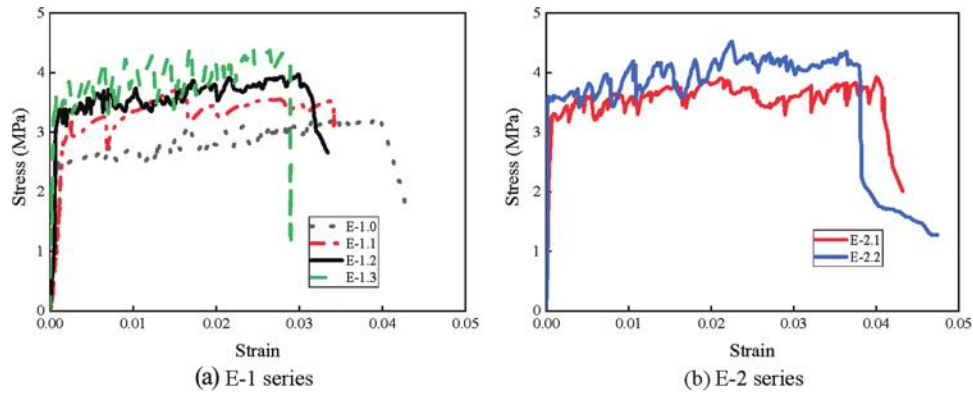 5
4
3
2
1
0
Stress (MPa)
E-1.0
E-1.1
E-1.2
E-1.3
0.00 0.01 0.02 0.03 0.04 0.05
Strain
(a) E-1 series
5
4
3
2
1
0
Stress (MPa)
E-2.1
E-2.2
0.00 0.01 0.02 0.03 0.04 0.05
Strain
(b) E-2 series